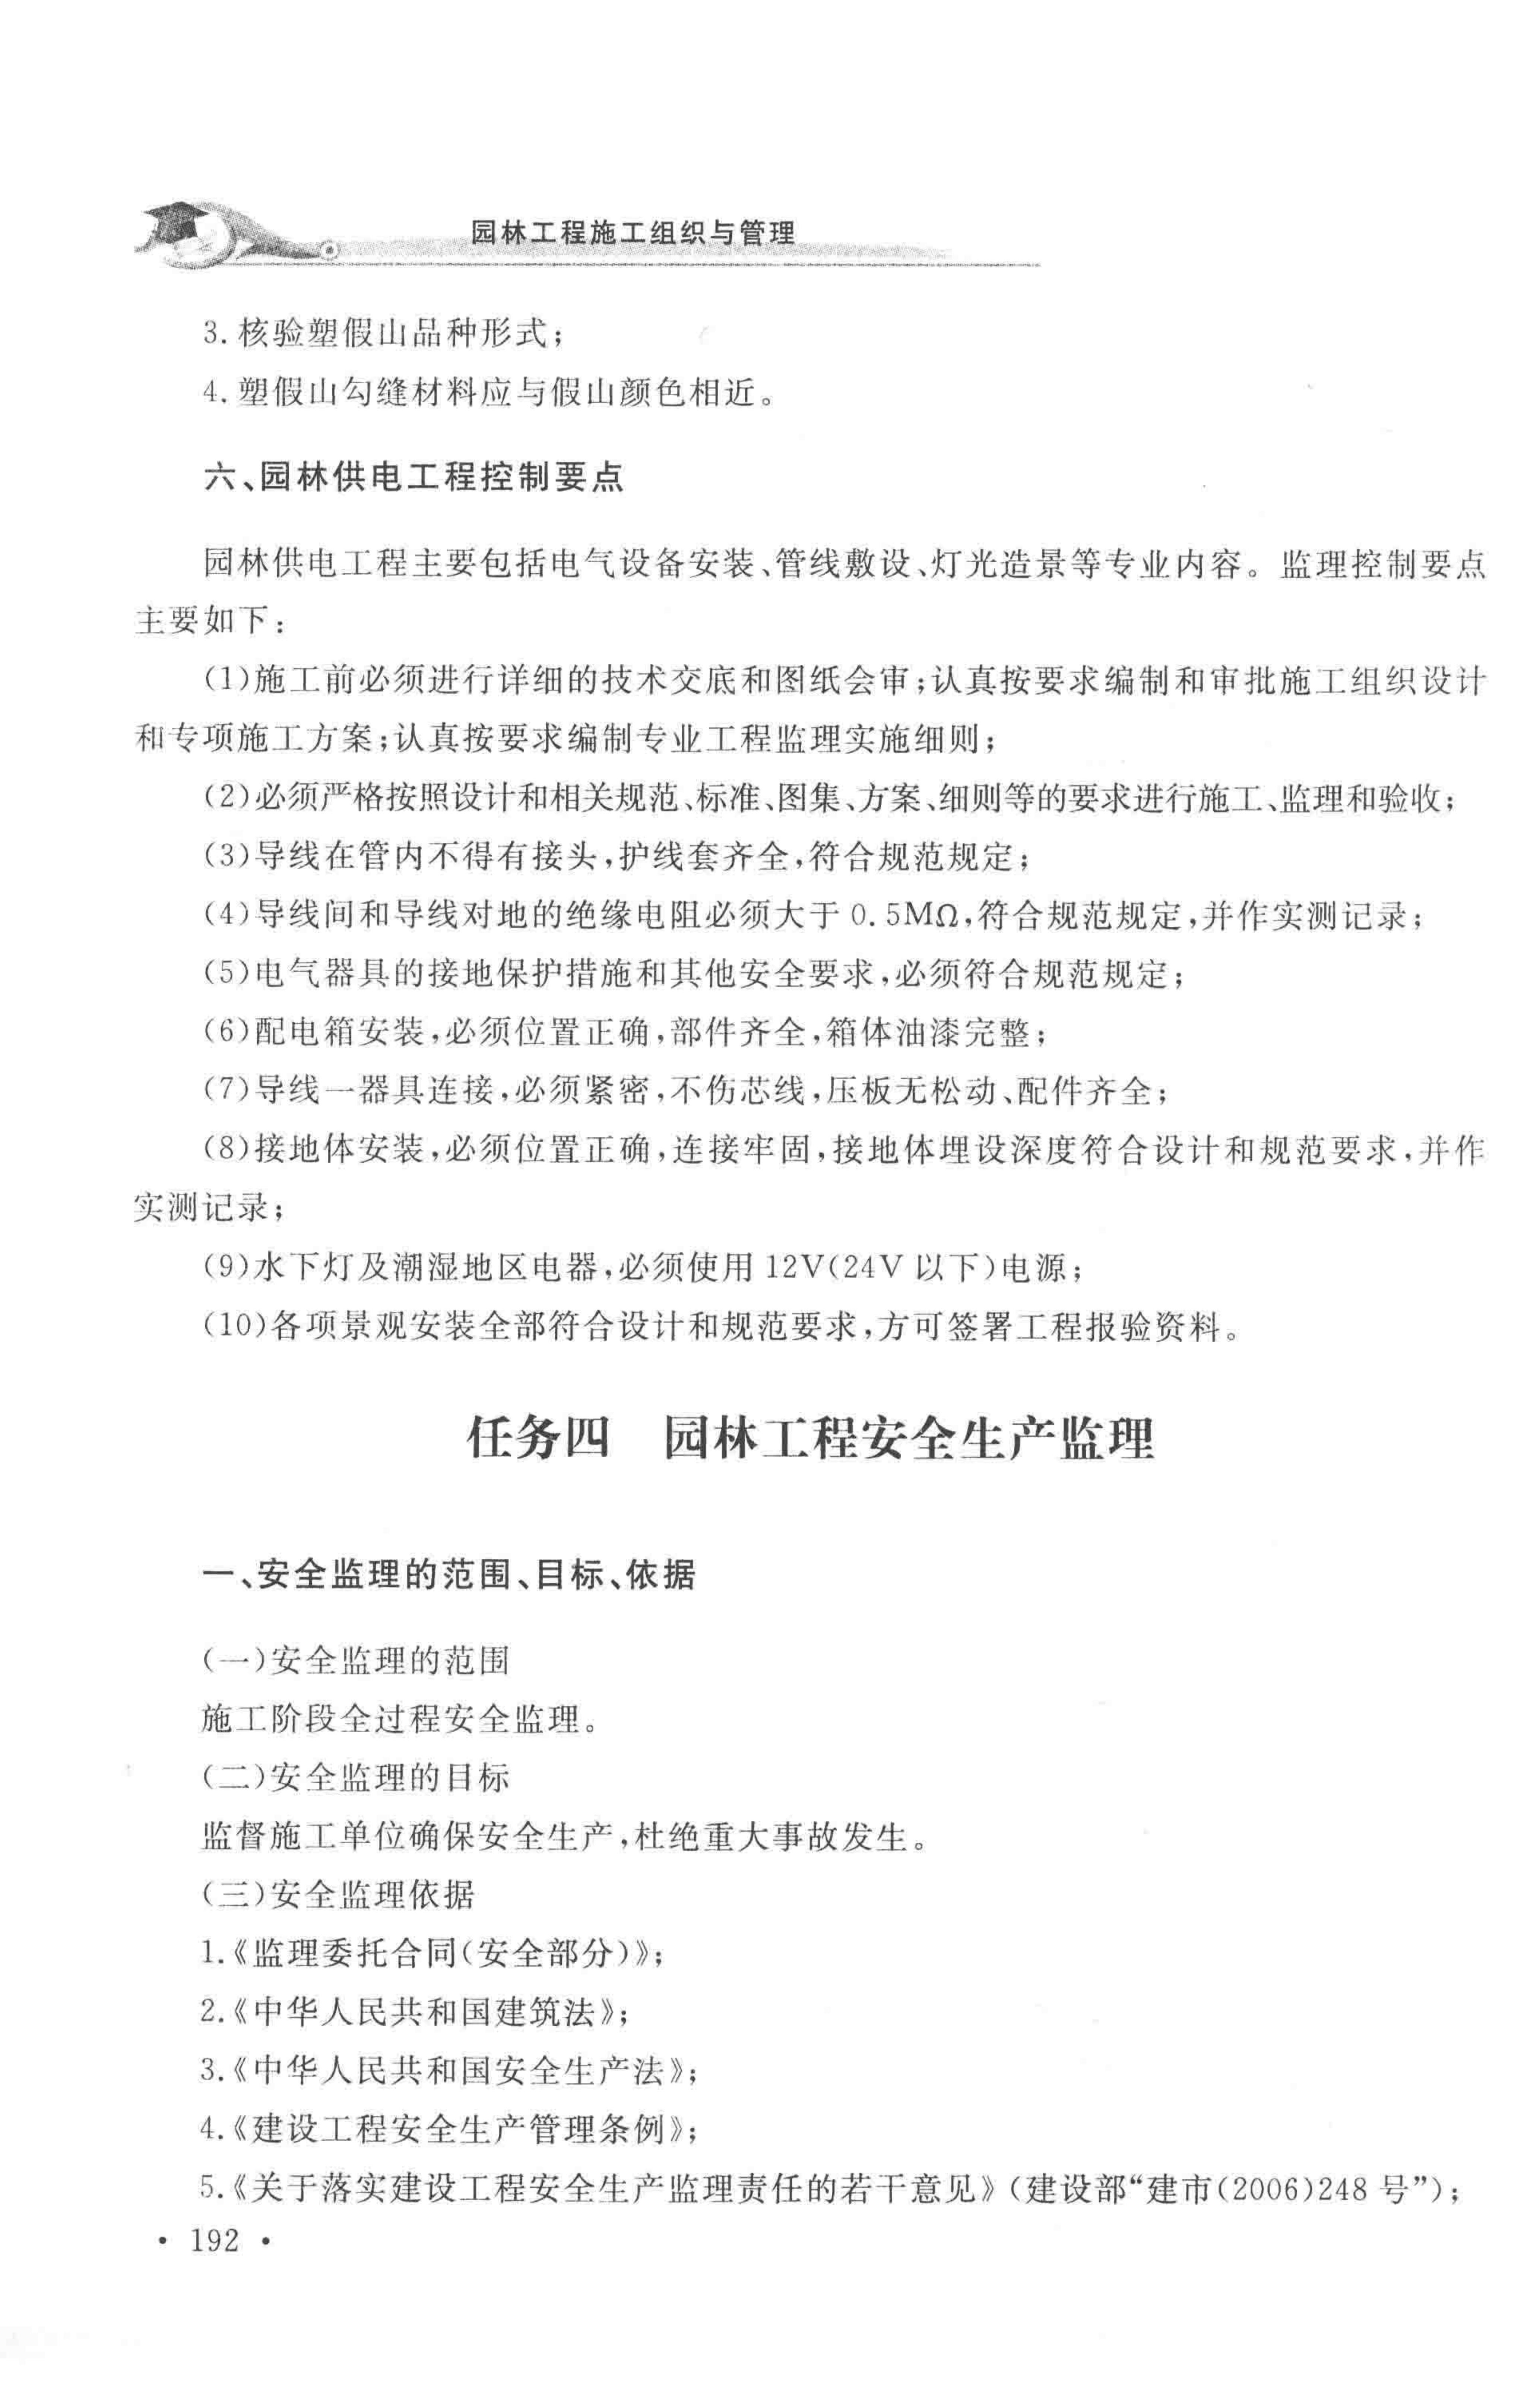 园林工程施工组织与管理
3. 核验塑假山品种形式；
4. 塑假山勾缝材料应与假山颜色相近。
六、园林供电工程控制要点
园林供电工程主要包括电气设备安装、管线敷设、灯光造景等专业内容。监理控制要点
主要如下：
(1)施工前必须进行详细的技术交底和图纸会审；认真按要求编制和审批施工组织设计
和专项施工方案；认真按要求编制专业工程监理实施细则；
(2)必须严格按照设计和相关规范、标准、图集、方案、细则等的要求进行施工、监理和验收；
(3)导线在管内不得有接头，护线套齐全，符合规范规定；
(4)导线间和导线对地的绝缘电阻必须大于 0.5MΩ，符合规范规定，并作实测记录；
(5)电气器具的接地保护措施和其他安全要求，必须符合规范规定；
(6)配电箱安装，必须位置正确，部件齐全，箱体油漆完整；
(7)导线一器具连接，必须紧密，不伤芯线，压板无松动、配件齐全；
(8)接地体安装，必须位置正确，连接牢固，接地体埋设深度符合设计和规范要求，并作
实测记录；
(9)水下灯及潮湿地区电器，必须使用 12V(24V 以下)电源；
(10)各项景观安装全部符合设计和规范要求，方可签署工程报验资料。
任务四 园林工程安全生产监理
一、安全监理的范围、目标、依据
(一)安全监理的范围
施工阶段全过程安全监理。
(二)安全监理的目标
监督施工单位确保安全生产，杜绝重大事故发生。
(三)安全监理依据
1.《监理委托合同(安全部分)》；
2.《中华人民共和国建筑法》；
3.《中华人民共和国安全生产法》；
4.《建设工程安全生产管理条例》；
5.《关于落实建设工程安全生产监理责任的若干意见》(建设部“建市(2006)248 号”)；
· 192 ·